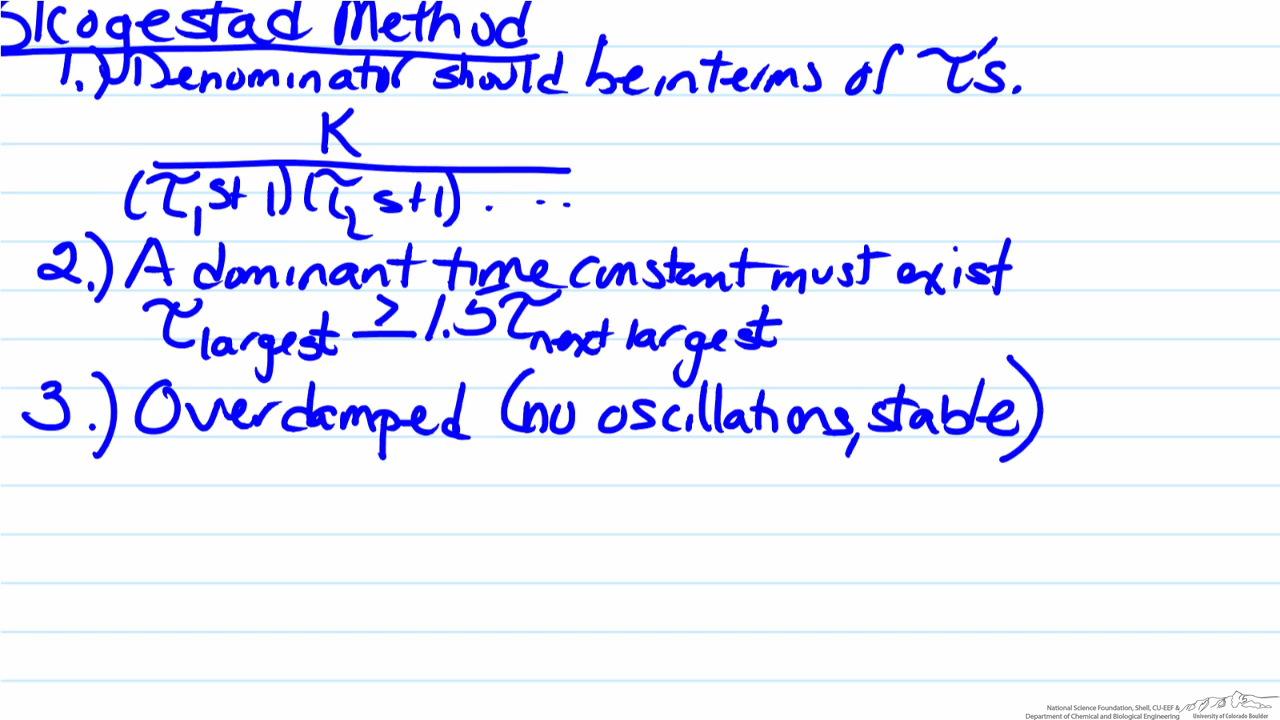 Skogestad Method
1.) Denominator should be in terms of τ's.
K
(τ₁s+1)(τ₂s+1). ...
2.) A dominant time constant must exist
τlargest ≥ 1.5τnext largest
3.) Overdamped (no oscillations, stable)
National Science Foundation, Shell, CU-EEF &
Department of Chemical and Biological Engineering
University of Colorado Boulder